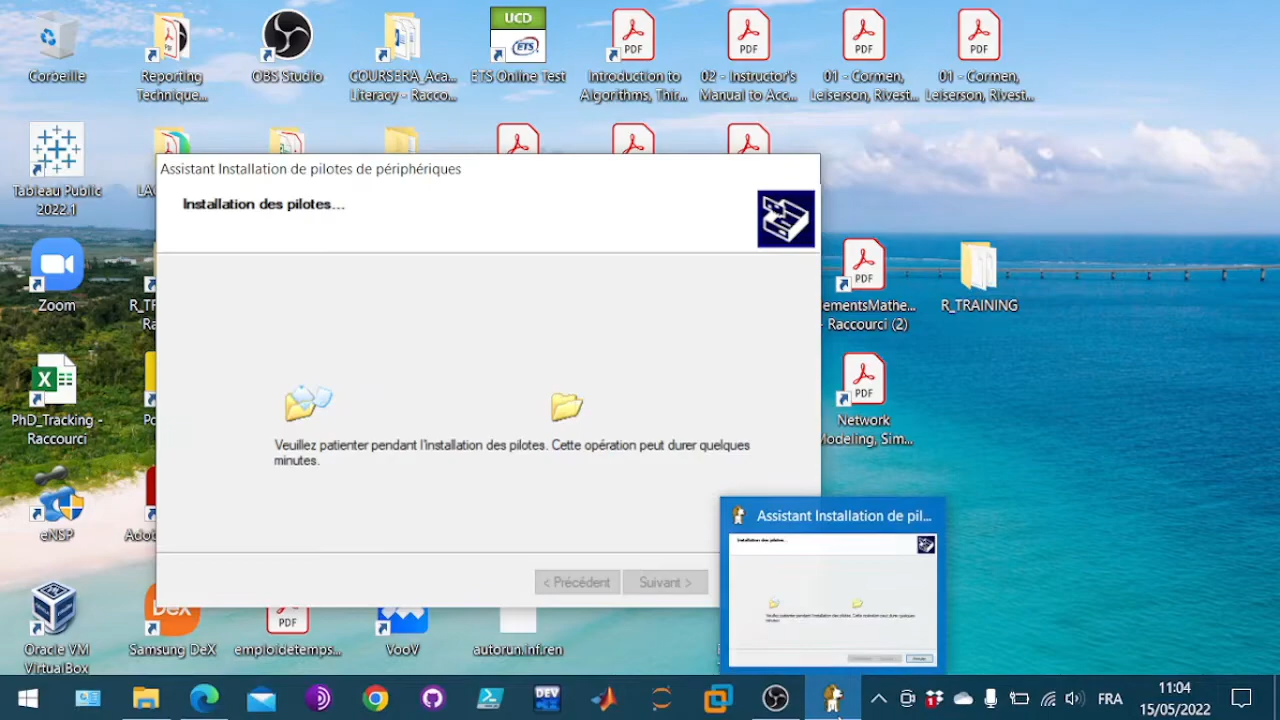 Corbeille
Reporting
Technique...
OBS Studio
COURSERA_Aca...
Literacy - Racco...
UCD
ETS
ETS Online Test
PDF
Introduction to
Algorithms, Thir...
PDF
02 - Instructor's
Manual to Acc...
PDF
01 - Cormen,
Leiserson, Rivest...
PDF
01 - Cormen,
Leiserson, Rivest...
Tableau Public
2022.1
Assistant Installation de pilotes de périphériques
Installation des pilotes...
Veuillez patienter pendant l'installation des pilotes. Cette opération peut durer quelques
minutes.
< Précédent
Suivant >
Zoom
R_T
PDF
ementsMathe...
- Raccourci (2)
R_TRAINING
PhD_Tracking -
Raccourci
PDF
Network
Modeling, Sim...
eNSP
Assistant Installation de pil...
Installation des pilotes...
Oracle VM
VirtualBox
DeX
Samsung DeX
PDF
emploidetemps...
VooV
autorun.inf.ren
DEV
FRA
11:04
15/05/2022